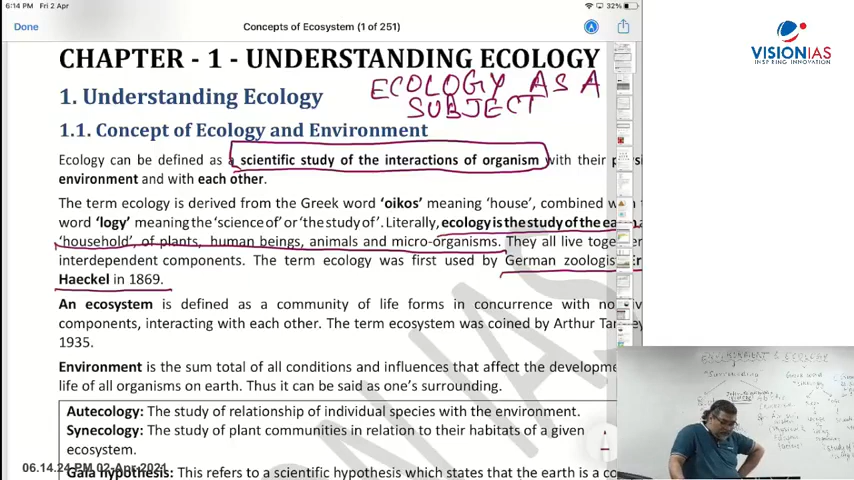 6:14 PM Fri 2 Apr
32%
Done
Concepts of Ecosystem (1 of 251)
VISIONIAS
INSPIRING INNOVATION
CHAPTER - 1 - UNDERSTANDING ECOLOGY
1. Understanding Ecology
ECOLOGY AS A
SUBJECT
1.1. Concept of Ecology and Environment
Ecology can be defined as a scientific study of the interactions of organism with their
environment and with each other.
The term ecology is derived from the Greek word ‘oikos’ meaning ‘house’, combined with
word ‘logy’ meaning the ‘science of’ or ‘the study of’. Literally, ecology is the study of the
‘household’, of plants, human beings, animals and micro-organisms. They all live
interdependent components. The term ecology was first used by German zoologist
Haeckel in 1869.
An ecosystem is defined as a community of life forms in concurrence with
components, interacting with each other. The term ecosystem was coined by Arthur
1935.
Environment is the sum total of all conditions and influences that affect the
life of all organisms on earth. Thus it can be said as one’s surrounding.
Autecology: The study of relationship of individual species with the environment.
Synecology: The study of plant communities in relation to their habitats of a given
ecosystem.
Gaia hypothesis: This refers to a scientific hypothesis which states that the earth is a
06.14.24 PM 02-Apr-2021